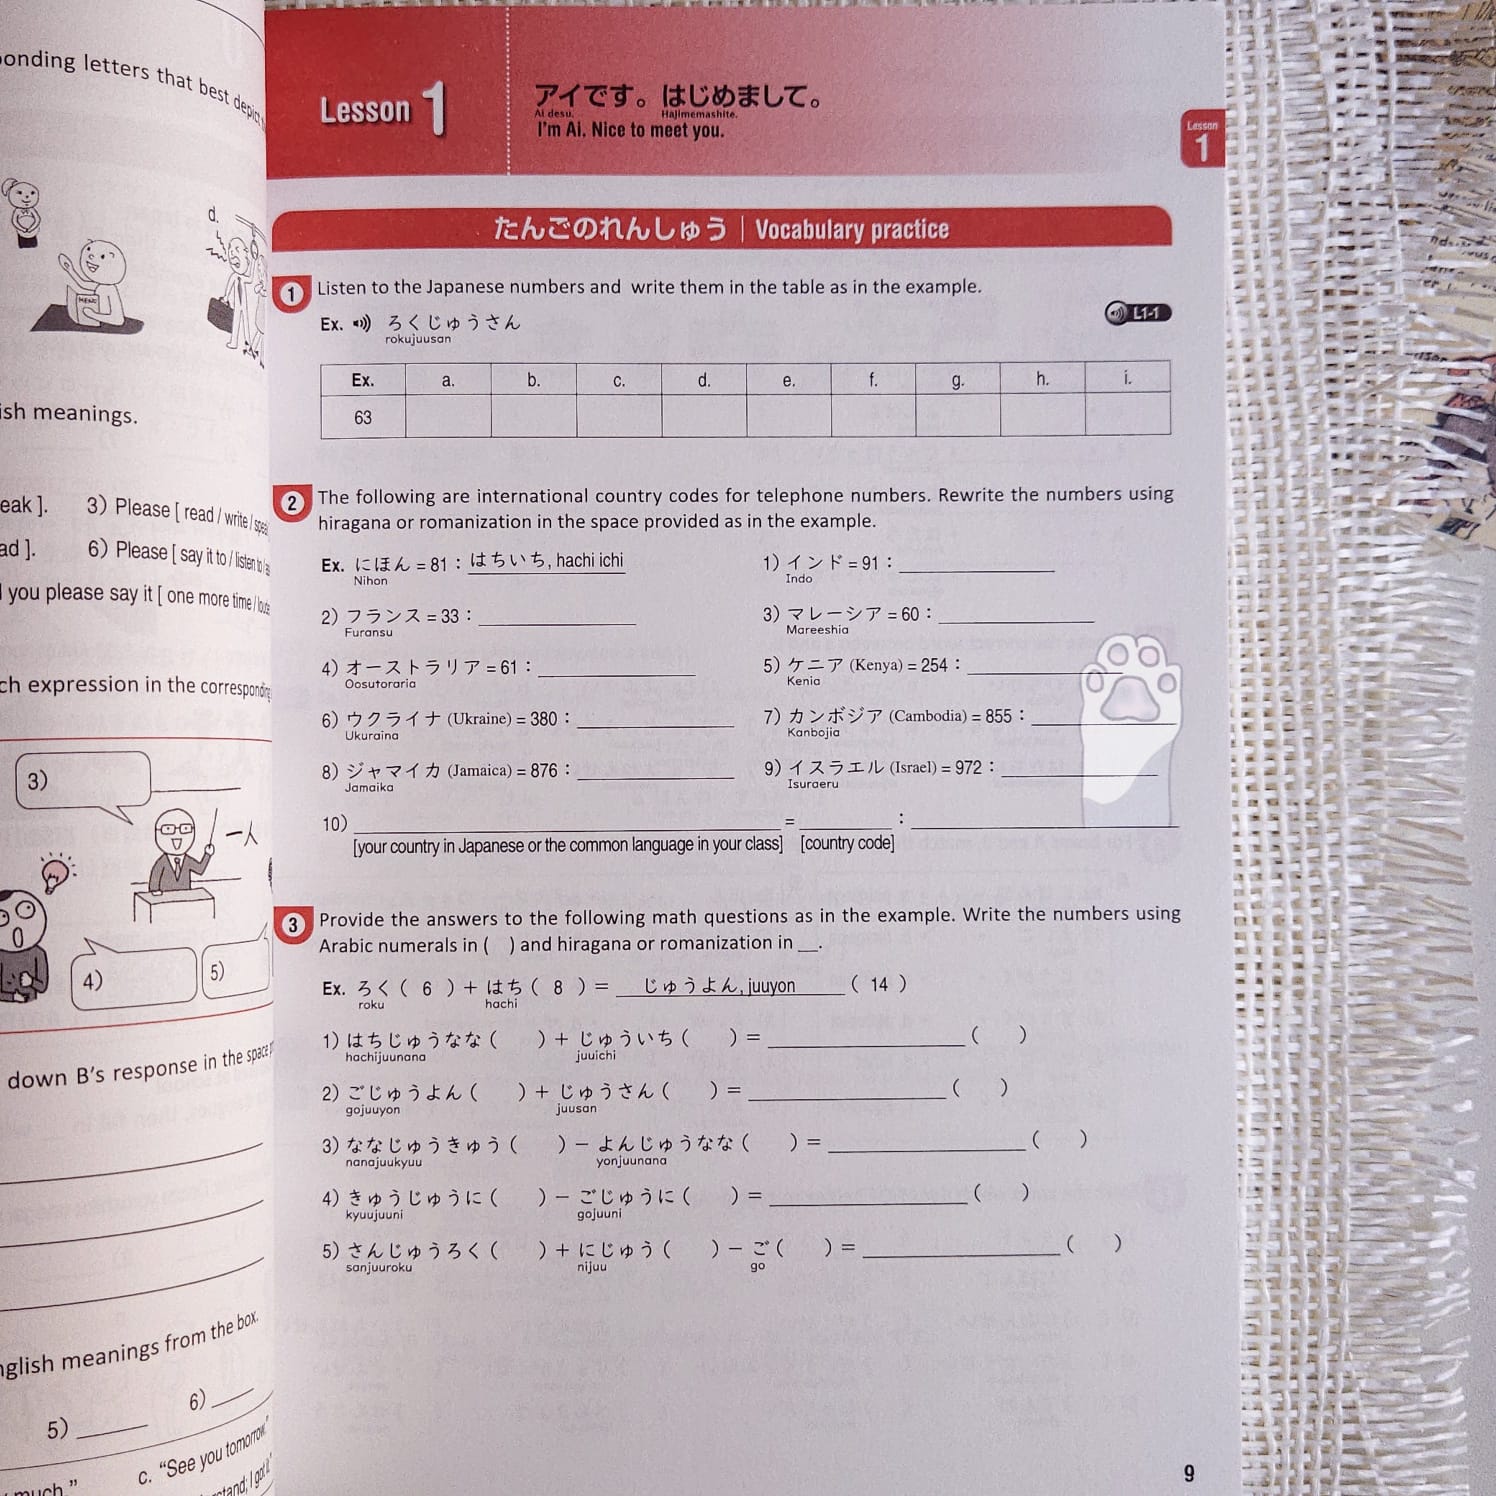 onding letters that best depict
d.
MENU
ish meanings.
eak ]. 3) Please [ read / write / speak
ad ]. 6) Please [ say it to / listen to /
you please say it [ one more time /
ch expression in the corresponding
3)
一人
4)
5)
down B's response in the space
nglish meanings from the box.
5) 6)
c. "See you tomorrow."
much."
stand; I got it."
Lesson 1
アイです。はじめまして。
Ai desu. Hajimemashite.
I'm Ai. Nice to meet you.
Lesson
1
たんごのれんしゅう | Vocabulary practice
1 Listen to the Japanese numbers and write them in the table as in the example.
Ex. ろくじゅうさん
rokujuusan
L1-1
Ex. a. b. c. d. e. f. g. h. i.
63
2 The following are international country codes for telephone numbers. Rewrite the numbers using
hiragana or romanization in the space provided as in the example.
Ex. にほん = 81 : はちいち, hachi ichi 1) インド = 91 :
Nihon Indo
2) フランス = 33 : 3) マレーシア = 60 :
Furansu Mareeshia
4) オーストラリア = 61 : 5) ケニア (Kenya) = 254 :
Oosutoraria Kenia
6) ウクライナ (Ukraine) = 380 : 7) カンボジア (Cambodia) = 855 :
Ukuraina Kanbojia
8) ジャマイカ (Jamaica) = 876 : 9) イスラエル (Israel) = 972 :
Jamaika Isuraeru
10) = :
[your country in Japanese or the common language in your class] [country code]
3 Provide the answers to the following math questions as in the example. Write the numbers using
Arabic numerals in ( ) and hiragana or romanization in __.
Ex. ろく ( 6 ) + はち ( 8 ) = じゅうよん, juuyon ( 14 )
roku hachi
1) はちじゅうなな ( ) + じゅういち ( ) = ( )
hachijuunana juuichi
2) ごじゅうよん ( ) + じゅうさん ( ) = ( )
gojuuyon juusan
3) ななじゅうきゅう ( ) − よんじゅうなな ( ) = ( )
nanajuukyuu yonjuunana
4) きゅうじゅうに ( ) − ごじゅうに ( ) = ( )
kyuujuuni gojuuni
5) さんじゅうろく ( ) + にじゅう ( ) − ご ( ) = ( )
sanjuuroku nijuu go
9